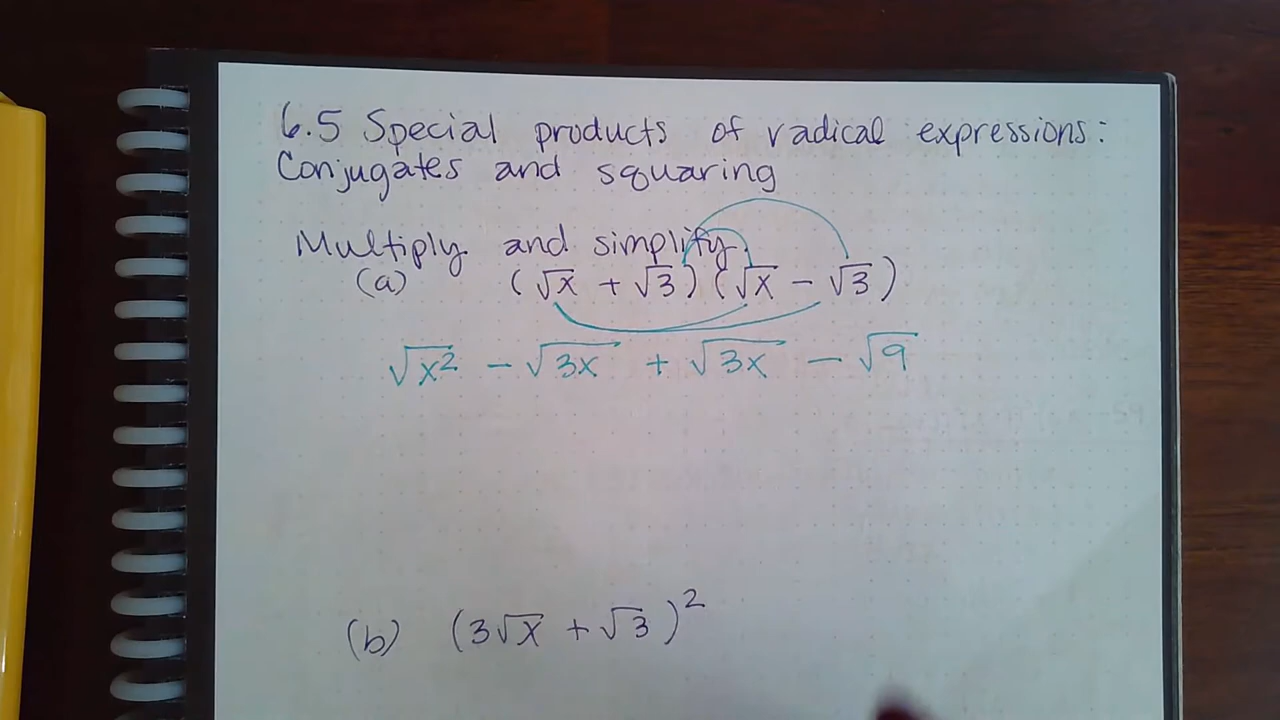 6.5 Special products of radical expressions:
Conjugates and squaring
Multiply and simplify.
(a) (√x + √3)(√x − √3)
√x² − √3x + √3x − √9
(b) (3√x + √3)²